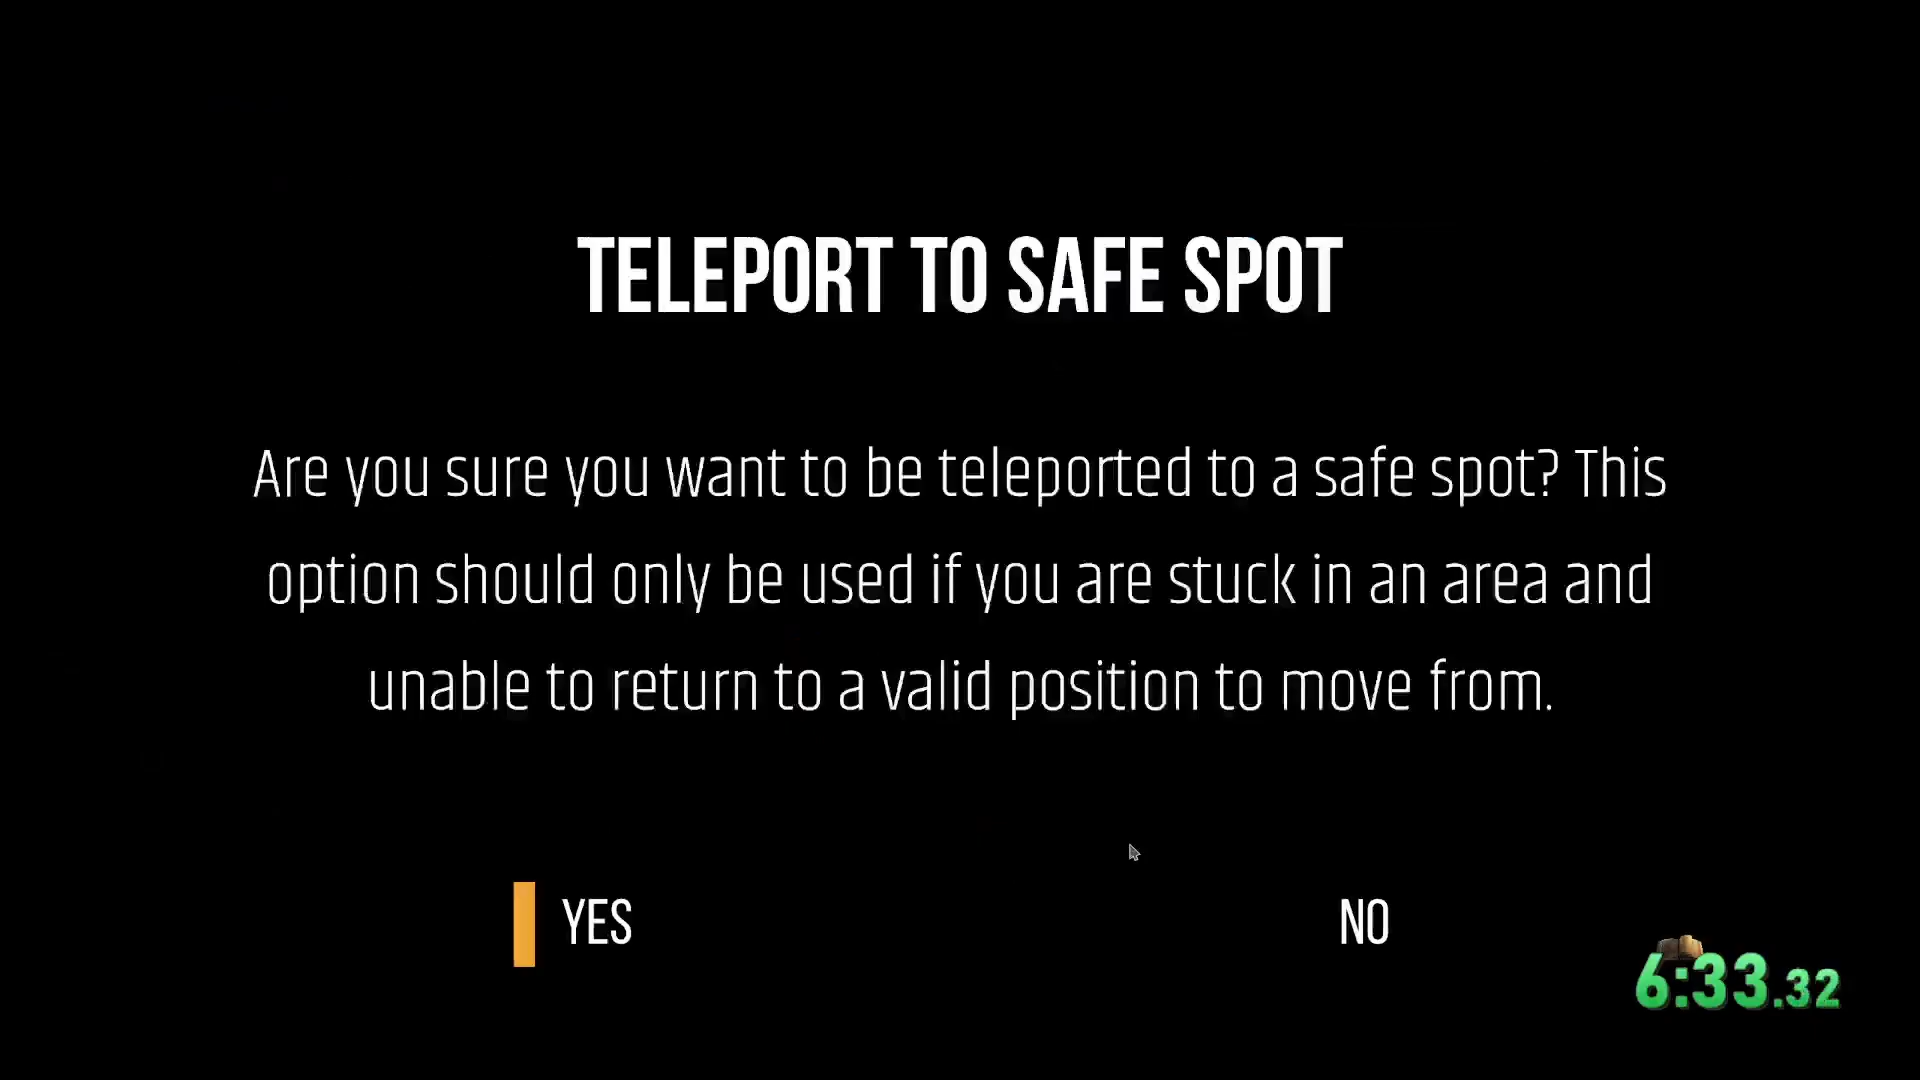 TELEPORT TO SAFE SPOT
Are you sure you want to be teleported to a safe spot? This
option should only be used if you are stuck in an area and
unable to return to a valid position to move from.
YES
NO
6:33.32